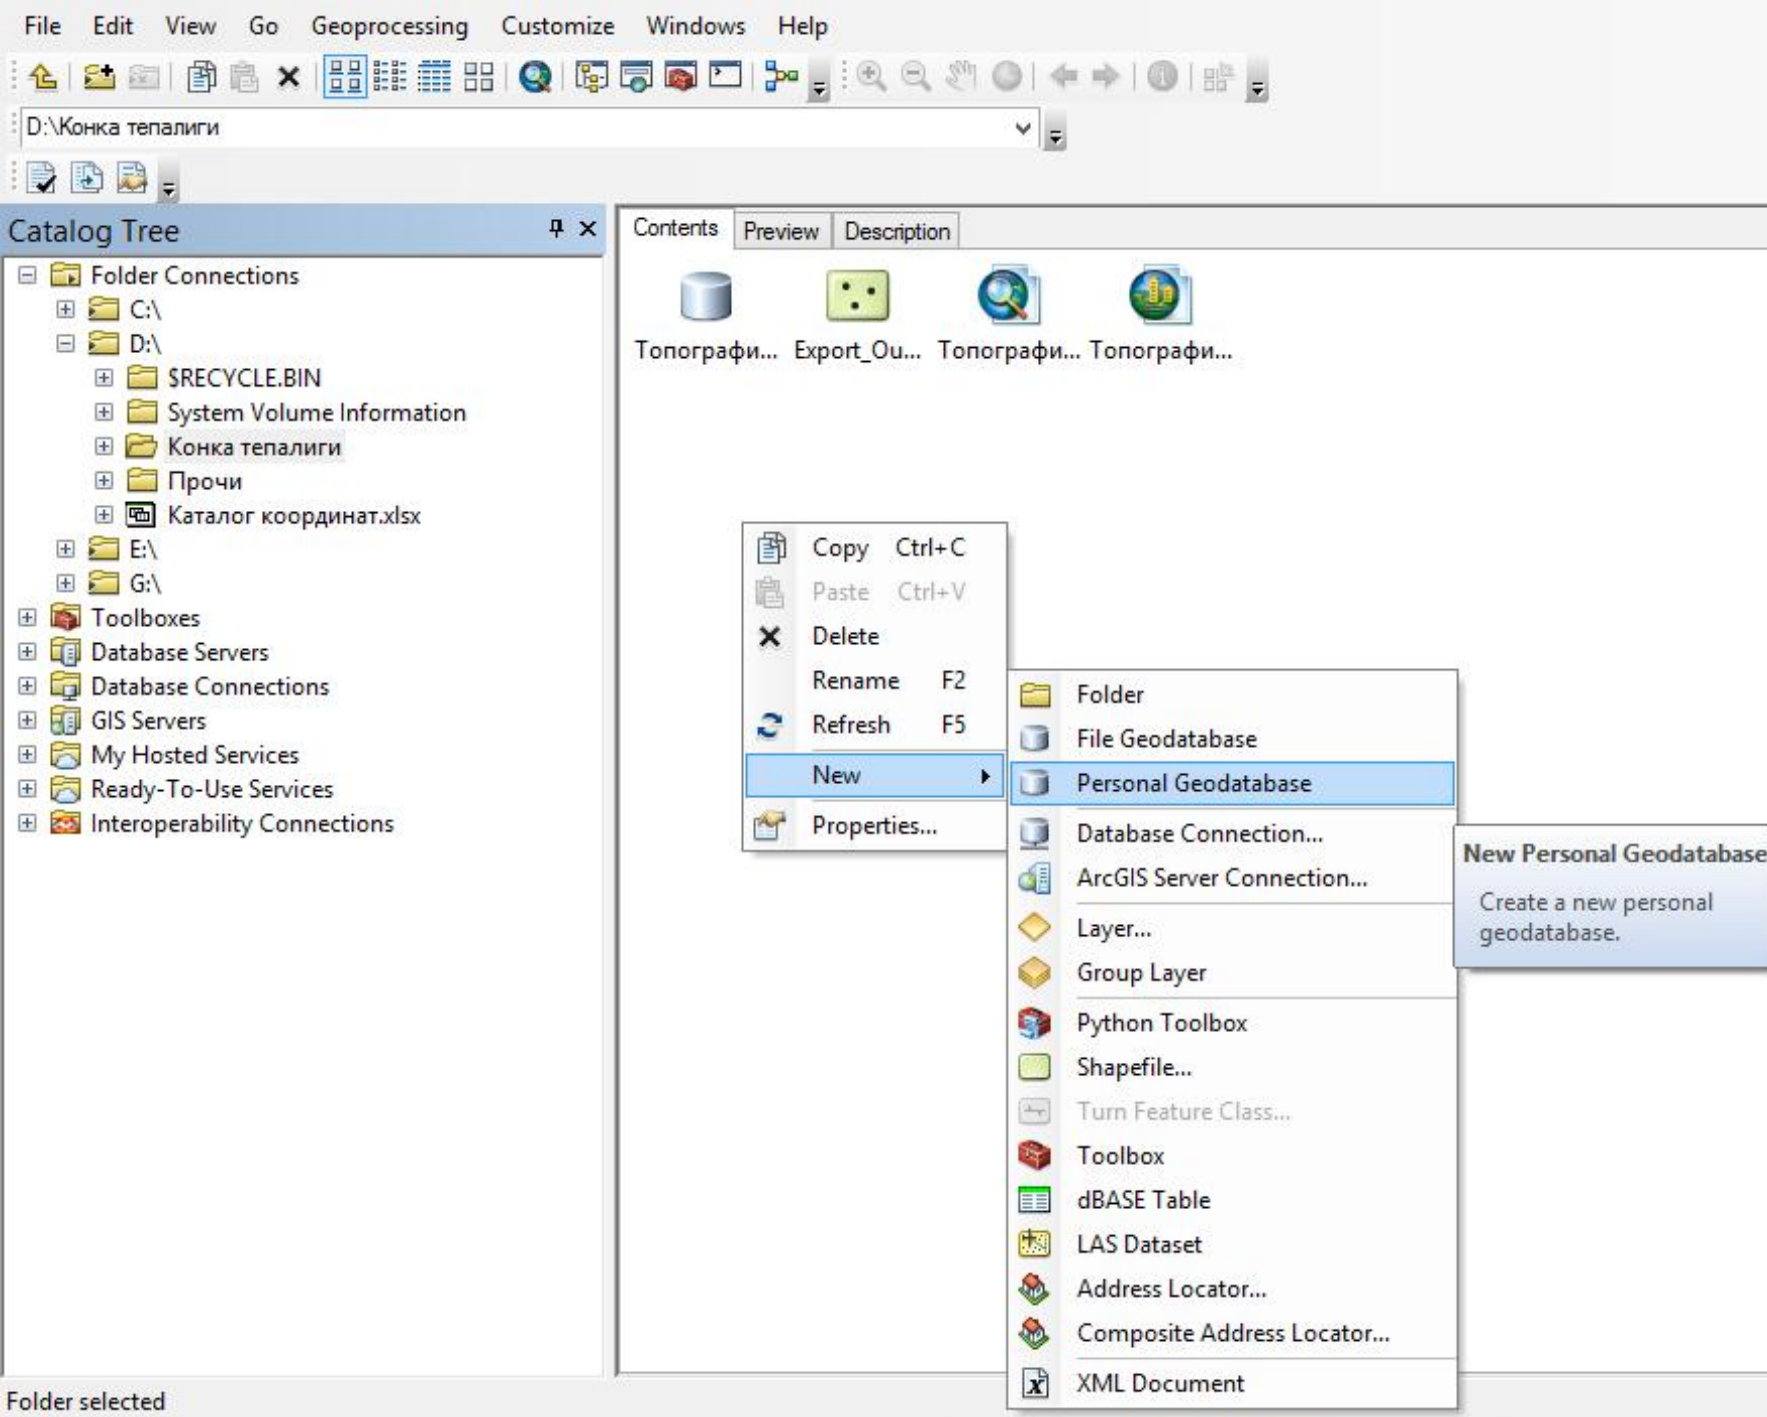 File Edit View Go Geoprocessing Customize Windows Help
D:\Конка тепалиги
Catalog Tree
Folder Connections
C:\
D:\
$RECYCLE.BIN
System Volume Information
Конка тепалиги
Прочи
Каталог координат.xlsx
E:\
G:\
Toolboxes
Database Servers
Database Connections
GIS Servers
My Hosted Services
Ready-To-Use Services
Interoperability Connections
Contents Preview Description
Топографи... Export_Ou... Топографи... Топографи...
Copy Ctrl+C
Paste Ctrl+V
Delete
Rename F2
Refresh F5
New
Properties...
Folder
File Geodatabase
Personal Geodatabase
Database Connection...
ArcGIS Server Connection...
Layer...
Group Layer
Python Toolbox
Shapefile...
Turn Feature Class...
Toolbox
dBASE Table
LAS Dataset
Address Locator...
Composite Address Locator...
XML Document
New Personal Geodatabase
Create a new personal
geodatabase.
Folder selected